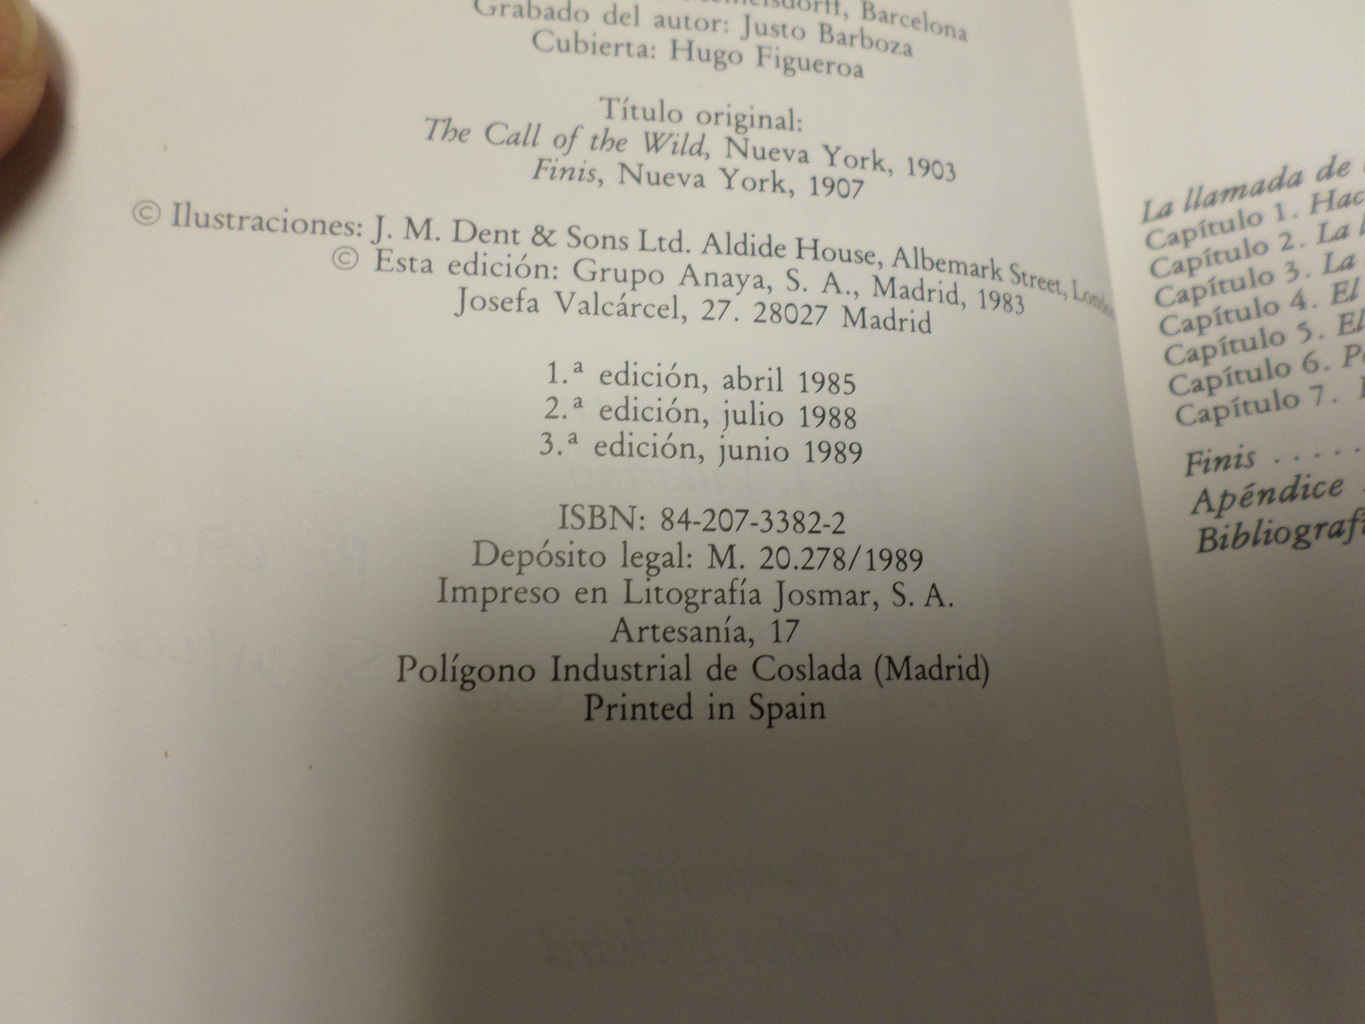 Barcelona
Grabado del autor: Justo Barboza
Cubierta: Hugo Figueroa
Título original:
The Call of the Wild, Nueva York, 1903
Finis, Nueva York, 1907
© Ilustraciones: J. M. Dent & Sons Ltd. Aldide House, Albemark Street,
© Esta edición: Grupo Anaya, S. A., Madrid, 1983
Josefa Valcárcel, 27. 28027 Madrid
1.ª edición, abril 1985
2.ª edición, julio 1988
3.ª edición, junio 1989
ISBN: 84-207-3382-2
Depósito legal: M. 20.278/1989
Impreso en Litografía Josmar, S. A.
Artesanía, 17
Polígono Industrial de Coslada (Madrid)
Printed in Spain
La llamada de
Capítulo 1.
Capítulo 2. La
Capítulo 3. La
Capítulo 4. El
Capítulo 5. El
Capítulo 6.
Capítulo 7.
Finis . . . . .
Apéndice